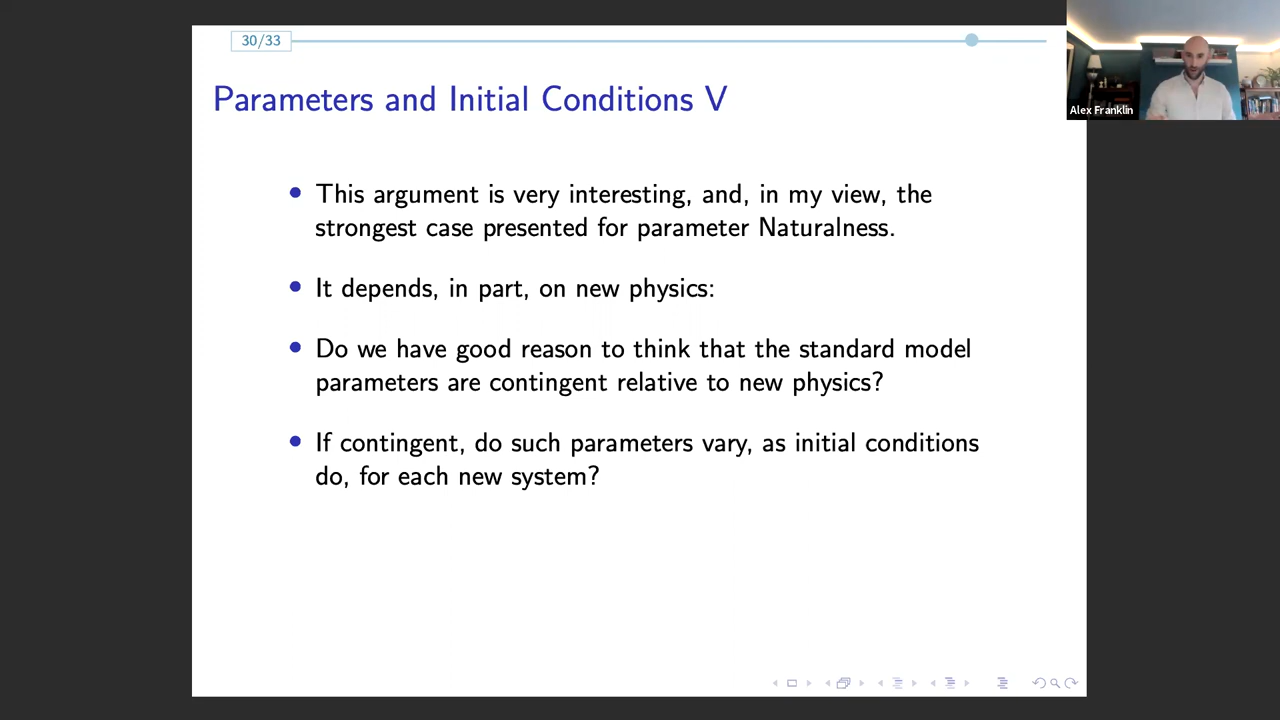 30/33
Alex Franklin
Parameters and Initial Conditions V
• This argument is very interesting, and, in my view, the
strongest case presented for parameter Naturalness.
• It depends, in part, on new physics:
• Do we have good reason to think that the standard model
parameters are contingent relative to new physics?
• If contingent, do such parameters vary, as initial conditions
do, for each new system?